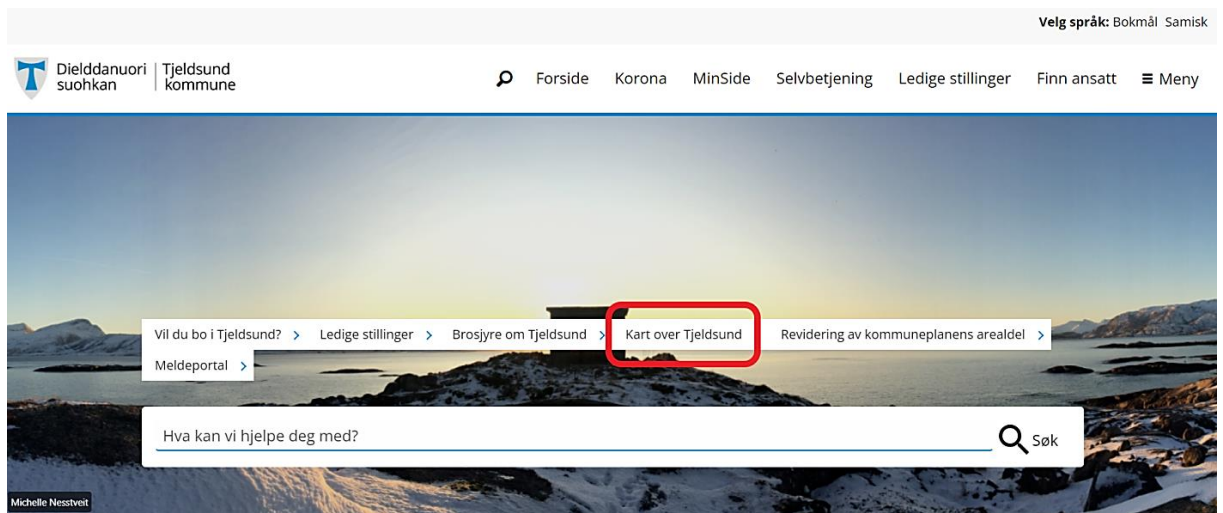 Velg språk: Bokmål Samisk
Dielddanuori suohkan | Tjeldsund kommune
Forside Korona MinSide Selvbetjening Ledige stillinger Finn ansatt ≡ Meny
Vil du bo i Tjeldsund? > Ledige stillinger > Brosjyre om Tjeldsund > Kart over Tjeldsund Revidering av kommuneplanens arealdel >
Meldeportal >
Hva kan vi hjelpe deg med? Søk
Michelle Nesstveit